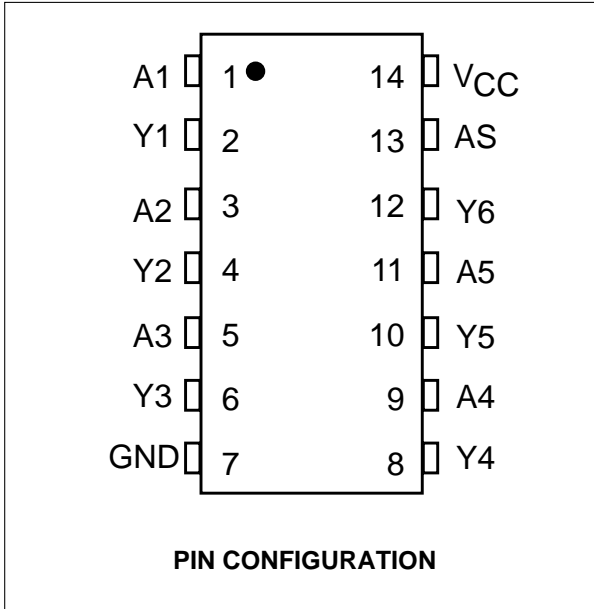 A1 1 14 VCC
Y1 2 13 AS
A2 3 12 Y6
Y2 4 11 A5
A3 5 10 Y5
Y3 6 9 A4
GND 7 8 Y4
PIN CONFIGURATION